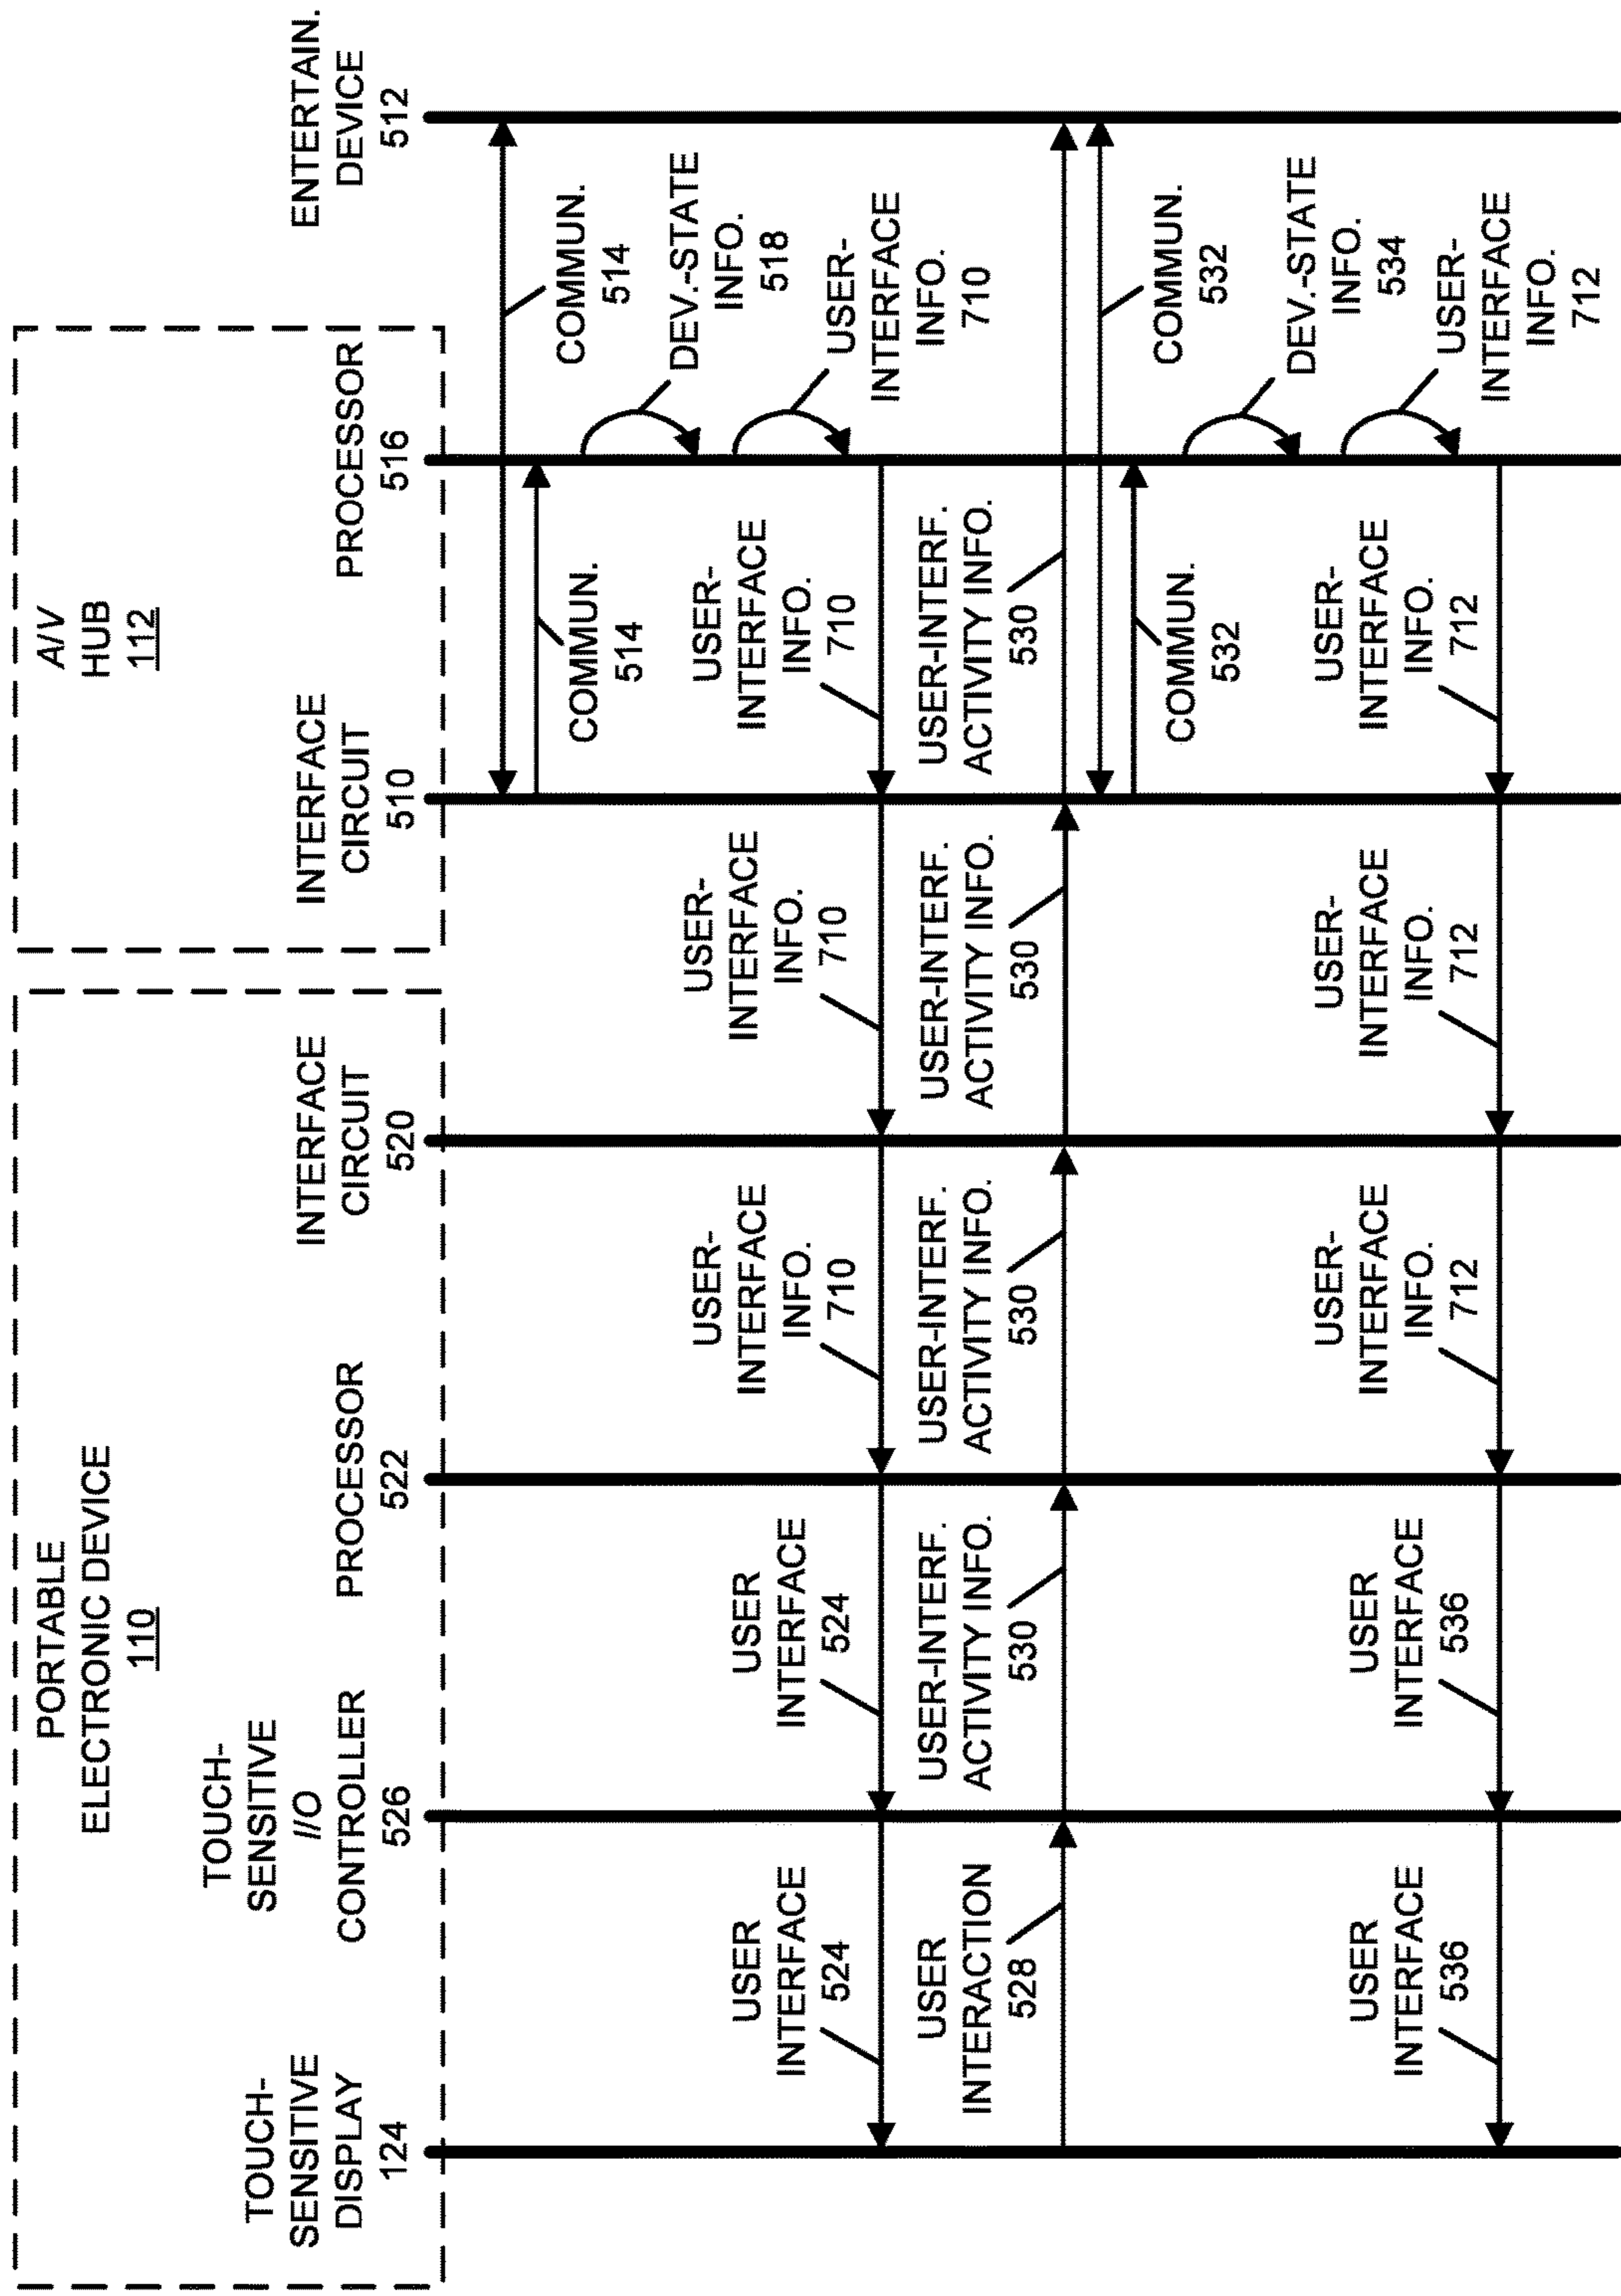 PORTABLE
ELECTRONIC DEVICE
110
A/V
HUB
112
TOUCH-
SENSITIVE
DISPLAY
124
TOUCH-
SENSITIVE
I/O
CONTROLLER
526
PROCESSOR
522
INTERFACE
CIRCUIT
520
INTERFACE
CIRCUIT
510
PROCESSOR
516
ENTERTAIN.
DEVICE
512
COMMUN.
514
COMMUN.
514
DEV.-STATE
INFO.
518
USER-
INTERFACE
INFO.
710
USER
INTERFACE
524
USER
INTERFACE
524
USER-
INTERFACE
INFO.
710
USER-
INTERFACE
INFO.
710
USER-
INTERFACE
INFO.
710
USER
INTERACTION
528
USER-INTERF.
ACTIVITY INFO.
530
USER-INTERF.
ACTIVITY INFO.
530
USER-INTERF.
ACTIVITY INFO.
530
USER-INTERF.
ACTIVITY INFO.
530
COMMUN.
532
COMMUN.
532
DEV.-STATE
INFO.
534
USER-
INTERFACE
INFO.
712
USER
INTERFACE
536
USER
INTERFACE
536
USER-
INTERFACE
INFO.
712
USER-
INTERFACE
INFO.
712
USER-
INTERFACE
INFO.
712